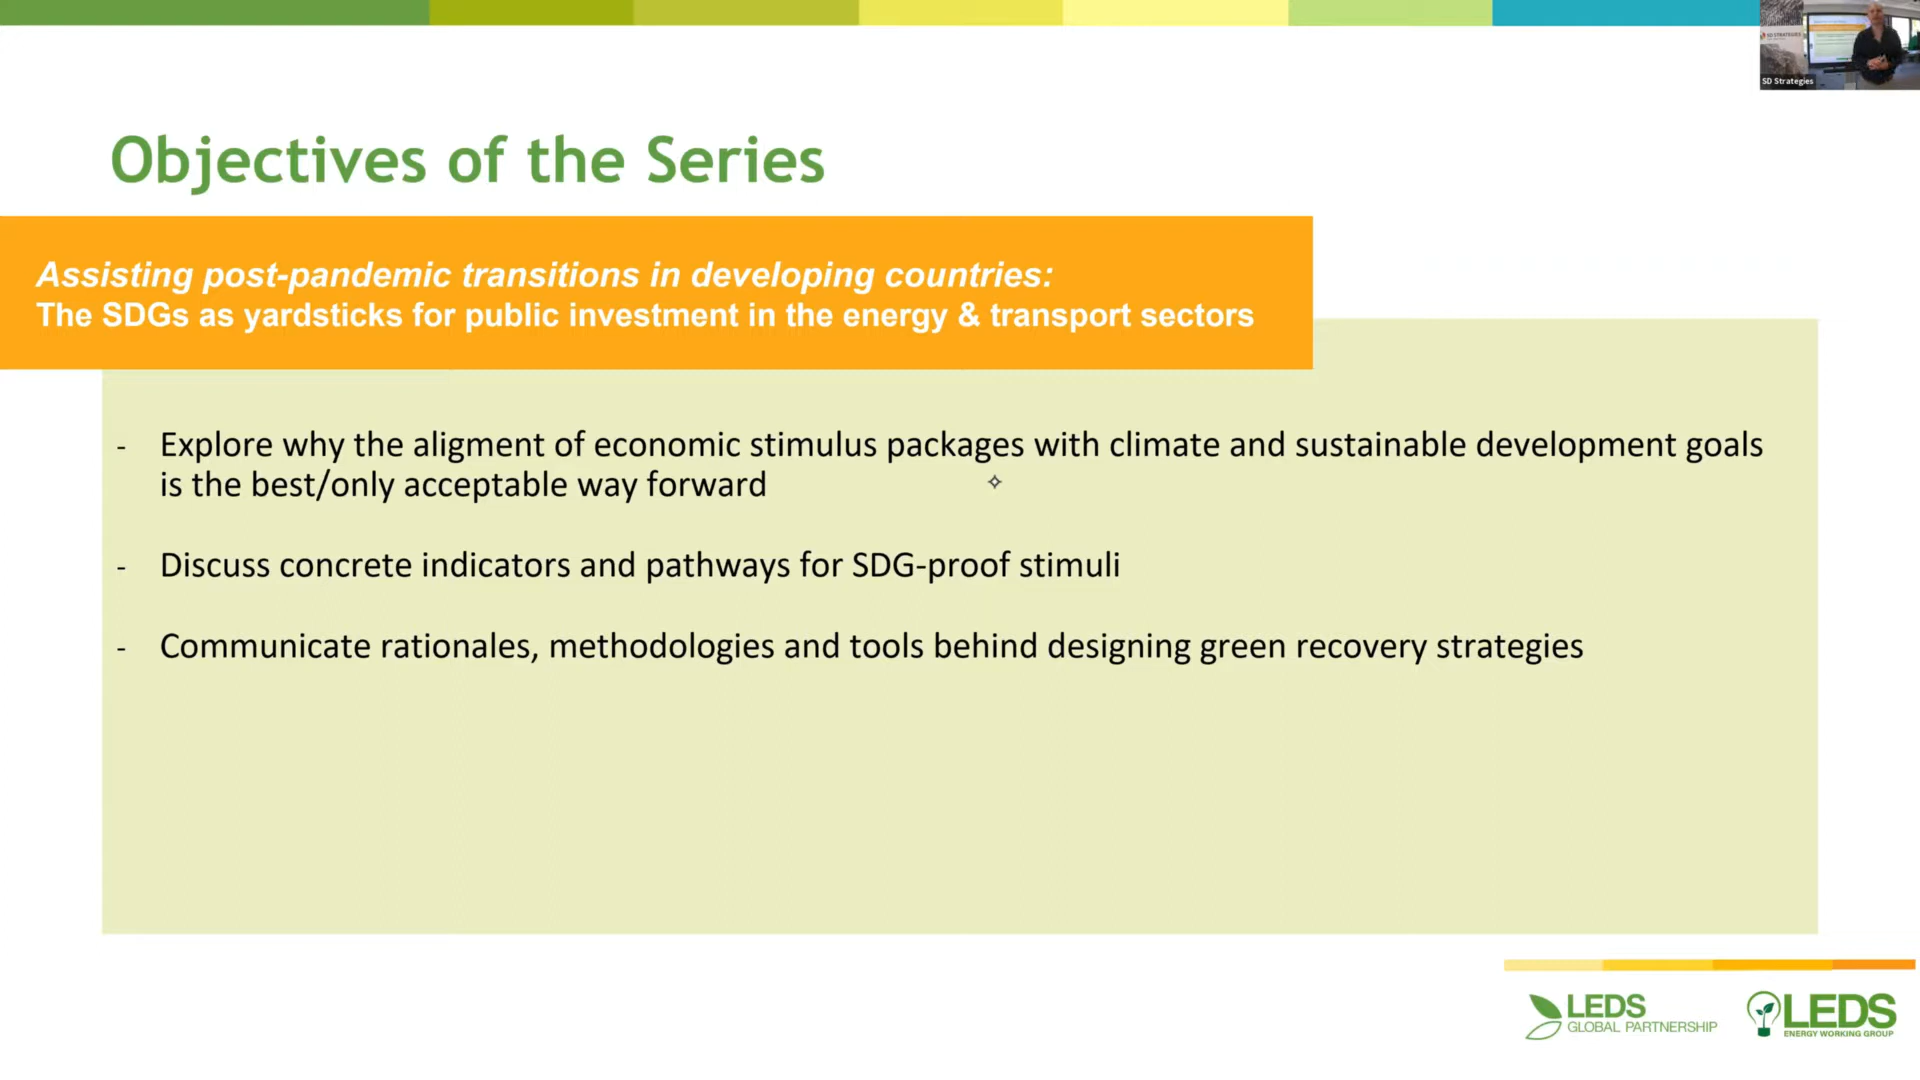 SD STRATEGIES
SD Strategies
Objectives of the Series
Assisting post-pandemic transitions in developing countries:
The SDGs as yardsticks for public investment in the energy & transport sectors
- Explore why the aligment of economic stimulus packages with climate and sustainable development goals
is the best/only acceptable way forward
- Discuss concrete indicators and pathways for SDG-proof stimuli
- Communicate rationales, methodologies and tools behind designing green recovery strategies
LEDS
GLOBAL PARTNERSHIP
LEDS
ENERGY WORKING GROUP